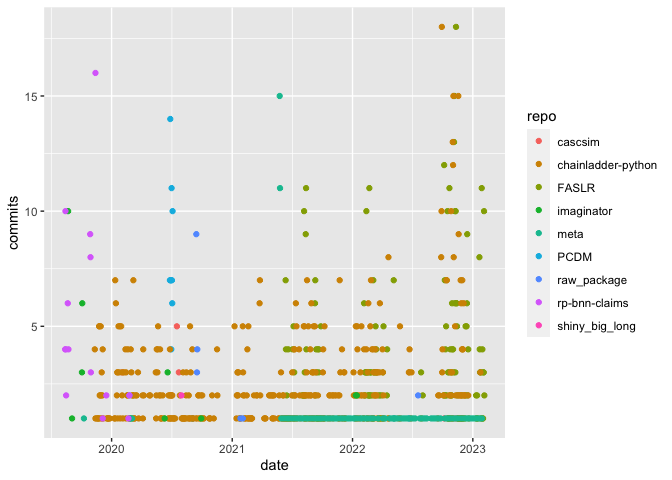 15
10
5
commits
2020
2021
2022
2023
date
repo
cascsim
chainladder-python
FASLR
imaginator
meta
PCDM
raw_package
rp-bnn-claims
shiny_big_long